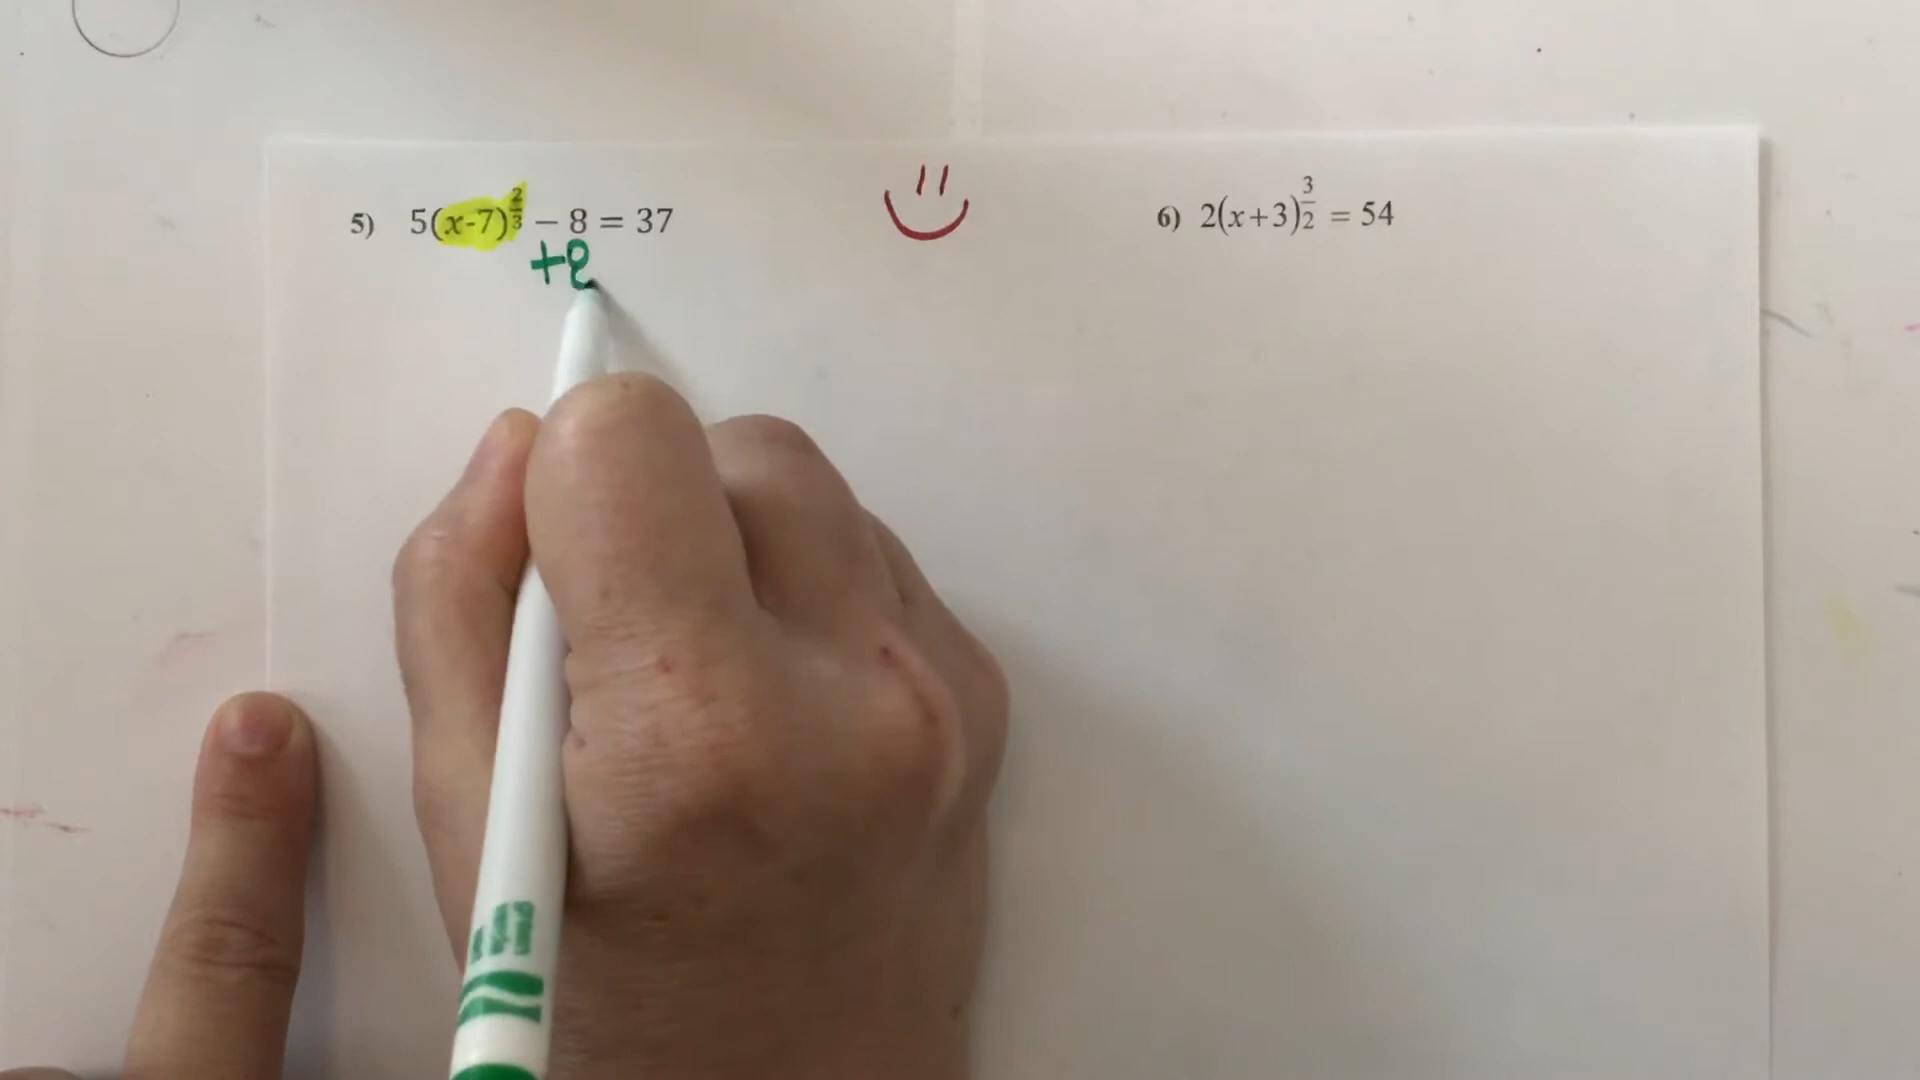 5) 5(x-7)^(2/3) – 8 = 37
+8
6) 2(x+3)^(3/2) = 54